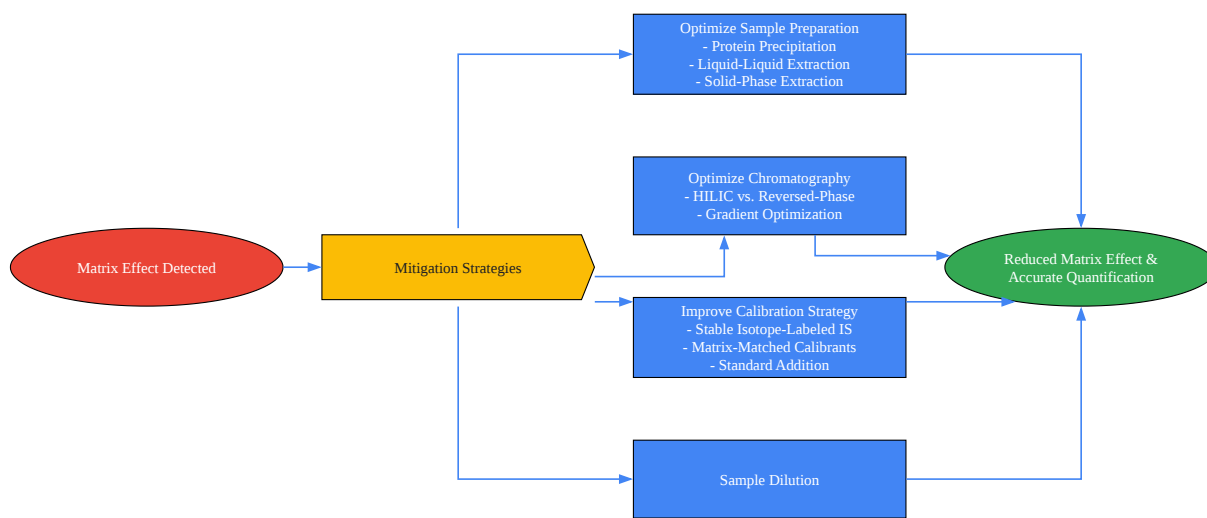 Matrix Effect Detected
Mitigation Strategies
Optimize Sample Preparation
- Protein Precipitation
- Liquid-Liquid Extraction
- Solid-Phase Extraction
Optimize Chromatography
- HILIC vs. Reversed-Phase
- Gradient Optimization
Improve Calibration Strategy
- Stable Isotope-Labeled IS
- Matrix-Matched Calibrants
- Standard Addition
Sample Dilution
Reduced Matrix Effect &
Accurate Quantification